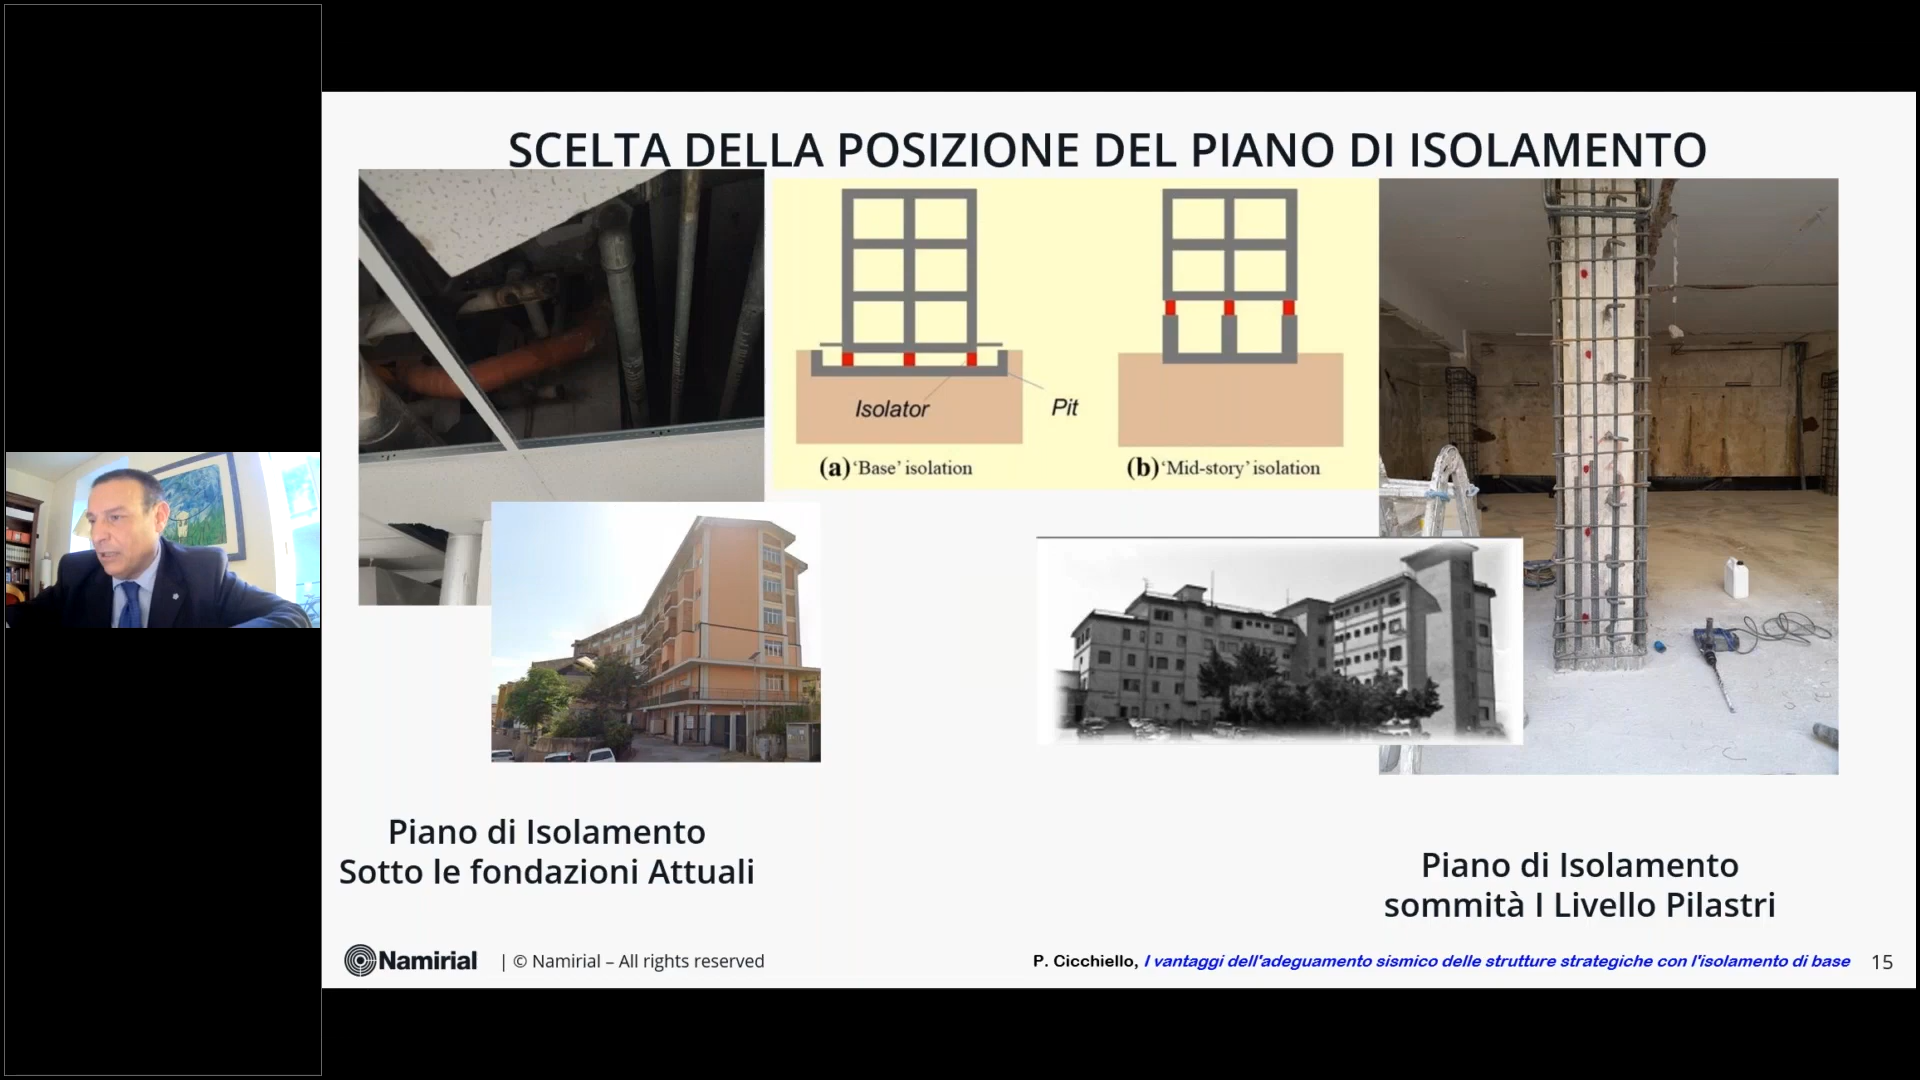 SCELTA DELLA POSIZIONE DEL PIANO DI ISOLAMENTO
Isolator
Pit
(a) 'Base' isolation
(b) 'Mid-story' isolation
Piano di Isolamento
Sotto le fondazioni Attuali
Piano di Isolamento
sommità I Livello Pilastri
Namirial | © Namirial – All rights reserved
P. Cicchiello, I vantaggi dell'adeguamento sismico delle strutture strategiche con l'isolamento di base 15